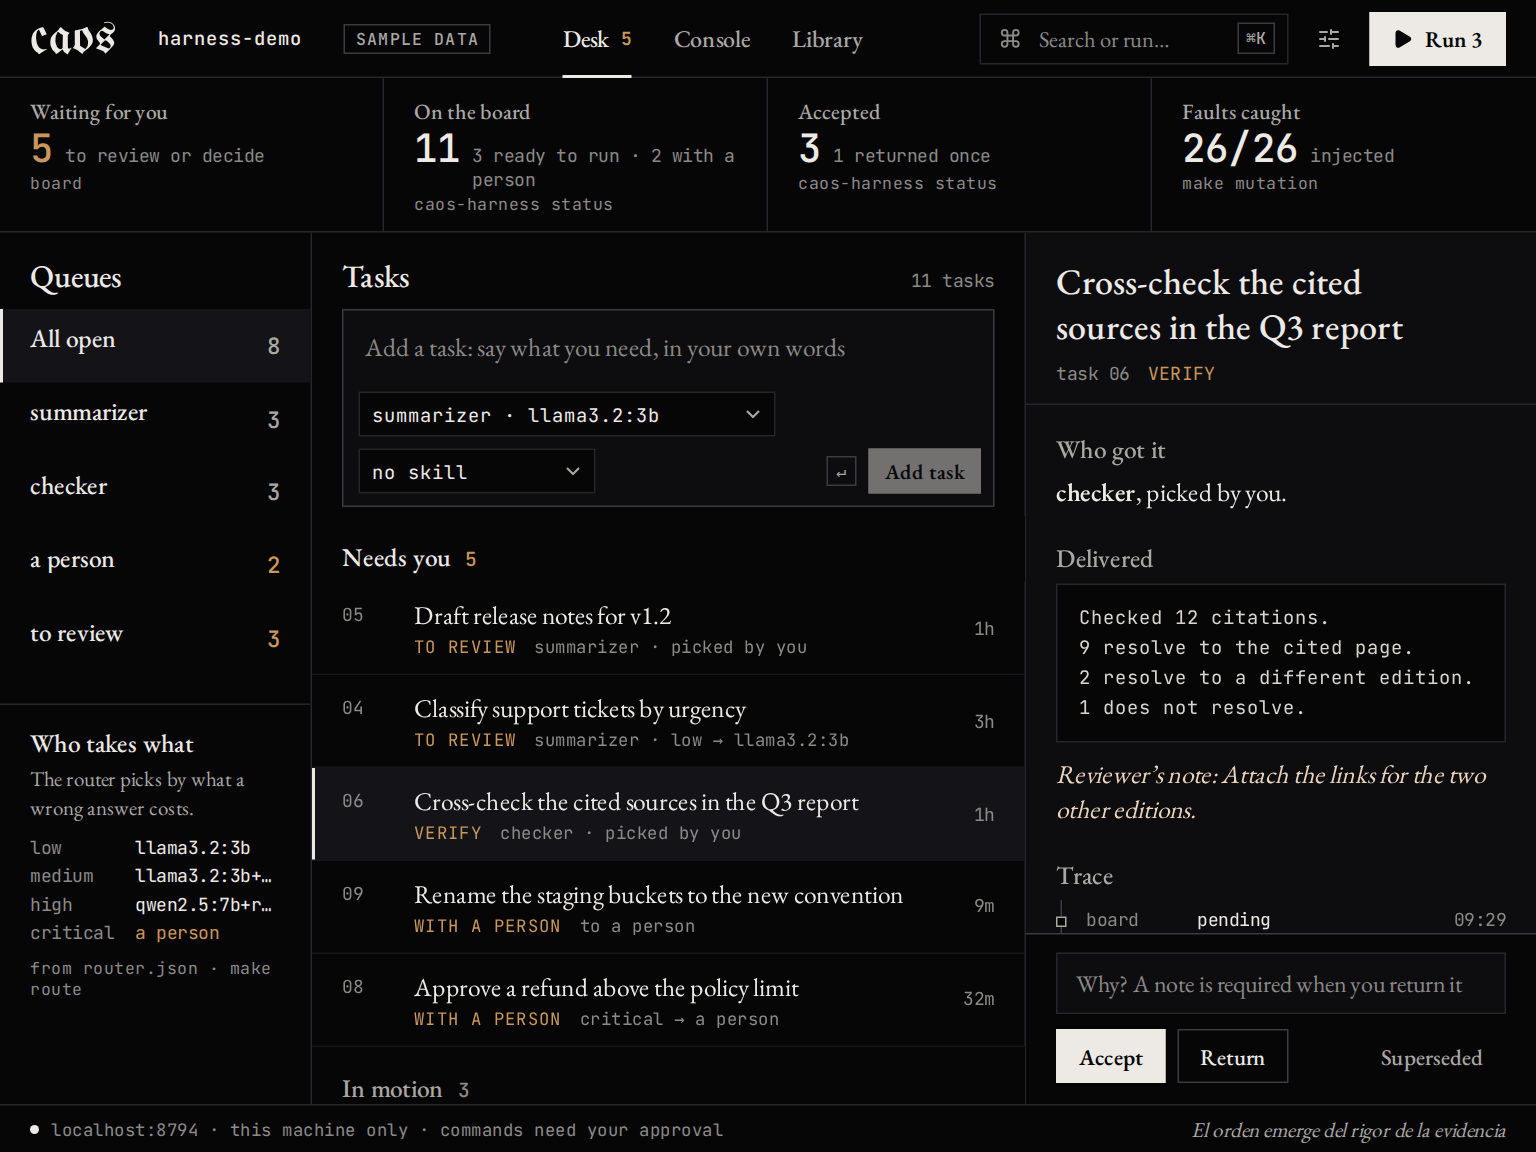 caos
harness-demo
SAMPLE DATA
Desk 5
Console
Library
⌘ Search or run... ⌘K
Run 3
Waiting for you
5 to review or decide
board
On the board
11 3 ready to run · 2 with a
person
caos-harness status
Accepted
3 1 returned once
caos-harness status
Faults caught
26/26 injected
make mutation
Queues
All open 8
summarizer 3
checker 3
a person 2
to review 3
Who takes what
The router picks by what a
wrong answer costs.
low llama3.2:3b
medium llama3.2:3b+…
high qwen2.5:7b+r…
critical a person
from router.json · make
route
Tasks 11 tasks
Add a task: say what you need, in your own words
summarizer · llama3.2:3b
no skill
↵ Add task
Needs you 5
05 Draft release notes for v1.2 1h
TO REVIEW summarizer · picked by you
04 Classify support tickets by urgency 3h
TO REVIEW summarizer · low → llama3.2:3b
06 Cross-check the cited sources in the Q3 report 1h
VERIFY checker · picked by you
09 Rename the staging buckets to the new convention 9m
WITH A PERSON to a person
08 Approve a refund above the policy limit 32m
WITH A PERSON critical → a person
In motion 3
Cross-check the cited
sources in the Q3 report
task 06 VERIFY
Who got it
checker, picked by you.
Delivered
Checked 12 citations.
9 resolve to the cited page.
2 resolve to a different edition.
1 does not resolve.
Reviewer's note: Attach the links for the two
other editions.
Trace
board pending 09:29
Why? A note is required when you return it
Accept
Return
Superseded
localhost:8794 · this machine only · commands need your approval
El orden emerge del rigor de la evidencia